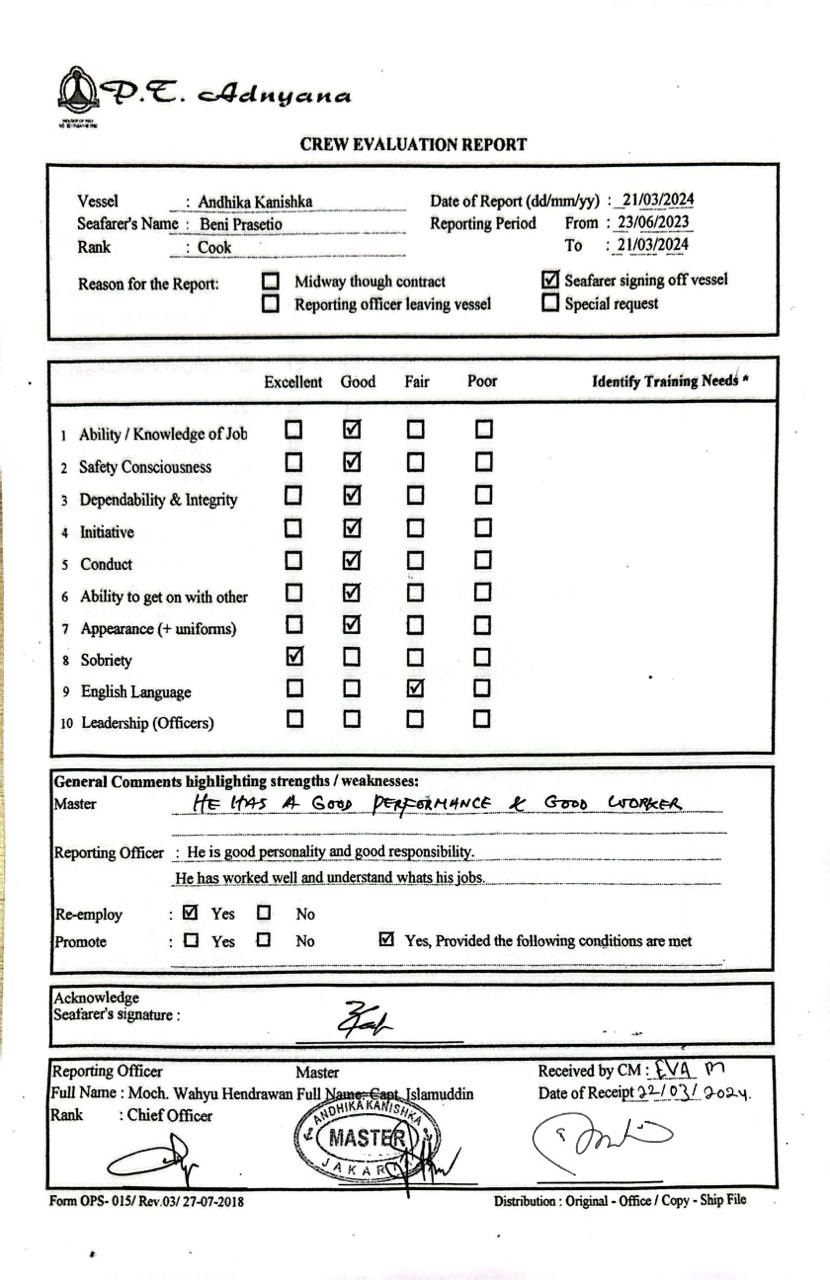 P.T. Adnyana
CREW EVALUATION REPORT
Vessel : Andhika Kanishka Date of Report (dd/mm/yy) : 21/03/2024
Seafarer's Name : Beni Prasetio Reporting Period From : 23/06/2023
Rank : Cook To : 21/03/2024
Reason for the Report: ☐ Midway though contract ☑ Seafarer signing off vessel
☐ Reporting officer leaving vessel ☐ Special request
Excellent Good Fair Poor Identify Training Needs *
1 Ability / Knowledge of Job ☐ ☑ ☐ ☐
2 Safety Consciousness ☐ ☑ ☐ ☐
3 Dependability & Integrity ☐ ☑ ☐ ☐
4 Initiative ☐ ☑ ☐ ☐
5 Conduct ☐ ☑ ☐ ☐
6 Ability to get on with other ☐ ☑ ☐ ☐
7 Appearance (+ uniforms) ☐ ☑ ☐ ☐
8 Sobriety ☑ ☐ ☐ ☐
9 English Language ☐ ☐ ☑ ☐
10 Leadership (Officers) ☐ ☐ ☐ ☐
General Comments highlighting strengths / weaknesses:
Master HE HAS A GOOD PERFORMANCE & GOOD WORKER
Reporting Officer : He is good personality and good responsibility.
He has worked well and understand whats his jobs.
Re-employ : ☑ Yes ☐ No
Promote : ☐ Yes ☐ No ☑ Yes, Provided the following conditions are met
Acknowledge
Seafarer's signature :
Reporting Officer Master Received by CM : EVA M
Full Name : Moch. Wahyu Hendrawan Full Name: Capt. Islamuddin Date of Receipt 22/03/2024.
Rank : Chief Officer
ANDHIKA KANISHKA
MASTER
JAKARTA
Form OPS- 015/ Rev.03/ 27-07-2018 Distribution : Original - Office / Copy - Ship File